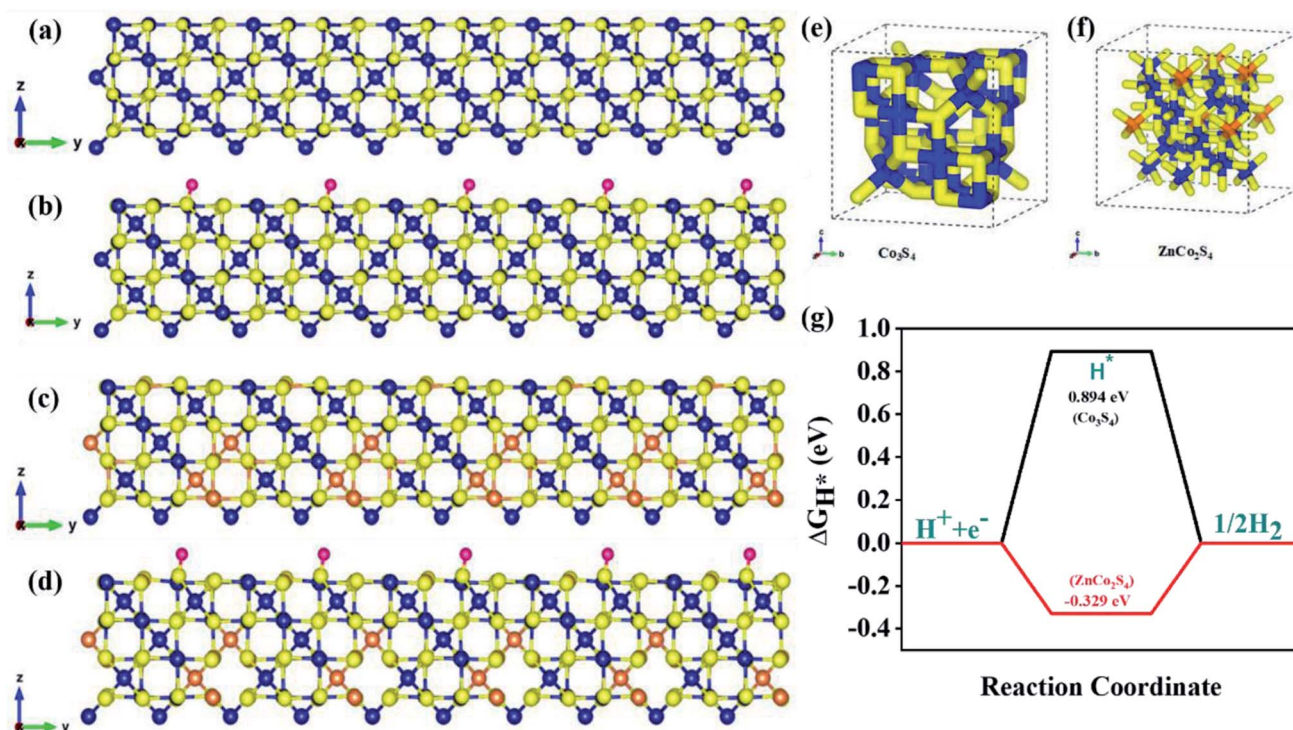 (a)
z
x
y
(b)
z
x
y
(c)
z
x
y
(d)
z
x
y
(e)
c
a
b
Co₃S₄
(f)
c
a
b
ZnCo₂S₄
(g)
ΔG_H* (eV)
1.0
0.8
0.6
0.4
0.2
0.0
-0.2
-0.4
H*
0.894 eV
(Co₃S₄)
H⁺+e⁻
1/2H₂
(ZnCo₂S₄)
-0.329 eV
Reaction Coordinate